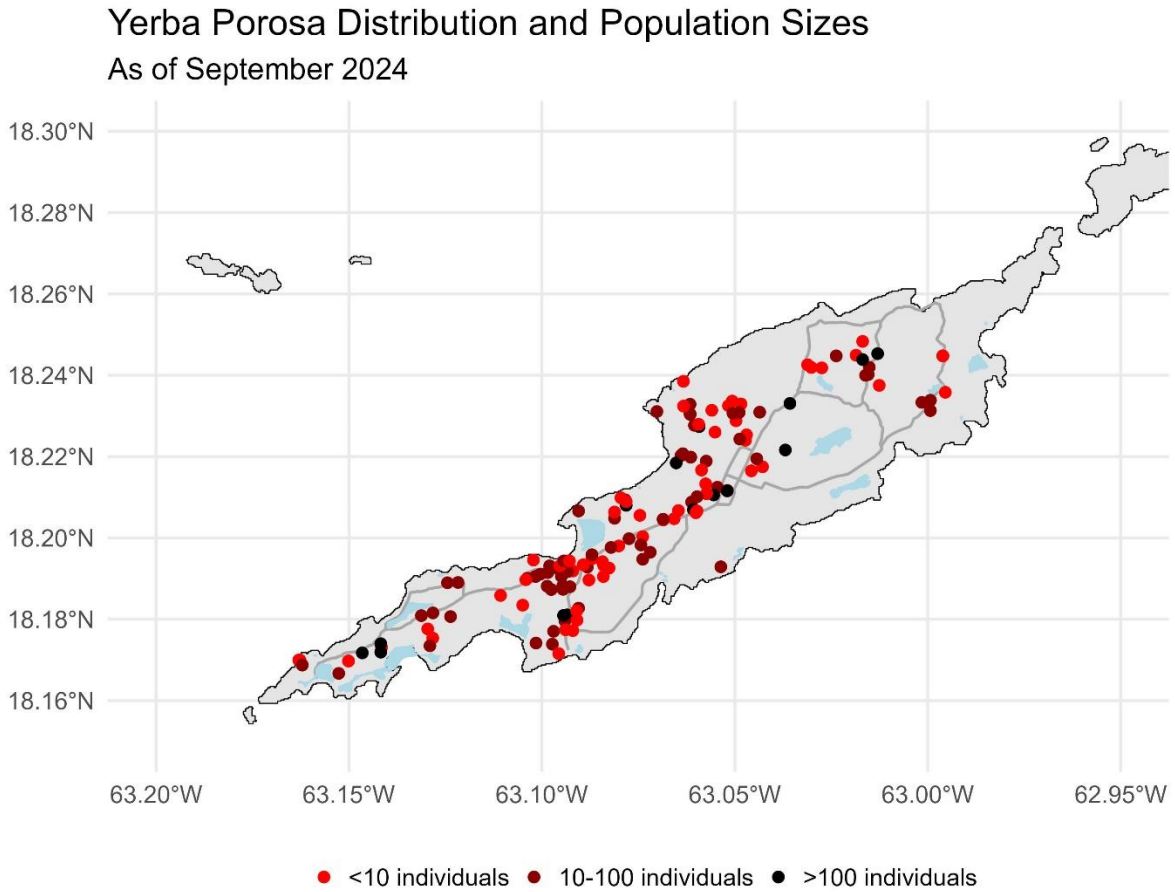 Yerba Porosa Distribution and Population Sizes
As of September 2024
18.30°N
18.28°N
18.26°N
18.24°N
18.22°N
18.20°N
18.18°N
18.16°N
63.20°W 63.15°W 63.10°W 63.05°W 63.00°W 62.95°W
<10 individuals 10-100 individuals >100 individuals